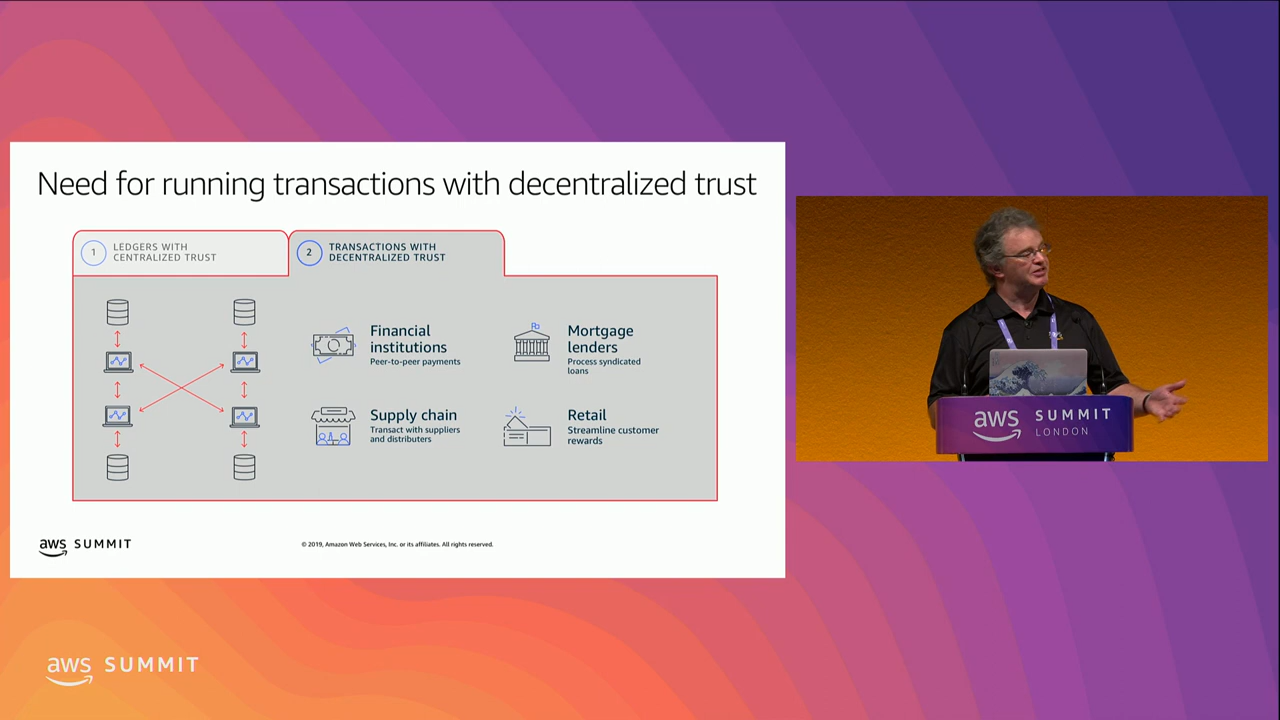 Need for running transactions with decentralized trust
1
LEDGERS WITH
CENTRALIZED TRUST
2
TRANSACTIONS WITH
DECENTRALIZED TRUST
Financial
institutions
Peer-to-peer payments
Mortgage
lenders
Process syndicated
loans
Supply chain
Transact with suppliers
and distributers
Retail
Streamline customer
rewards
aws SUMMIT
© 2019, Amazon Web Services, Inc. or its affiliates. All rights reserved.
aws SUMMIT
LONDON
aws SUMMIT